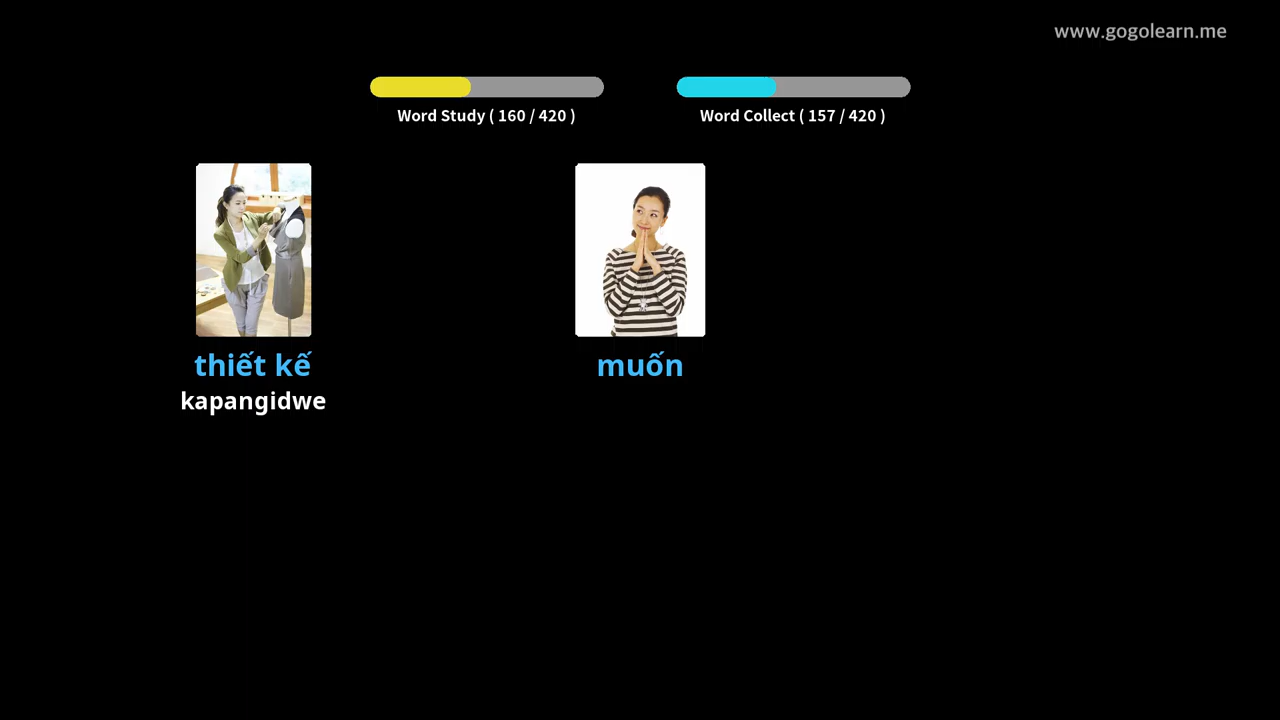 www.gogolearn.me
Word Study ( 160 / 420 )
Word Collect ( 157 / 420 )
thiết kế
kapangidwe
muốn